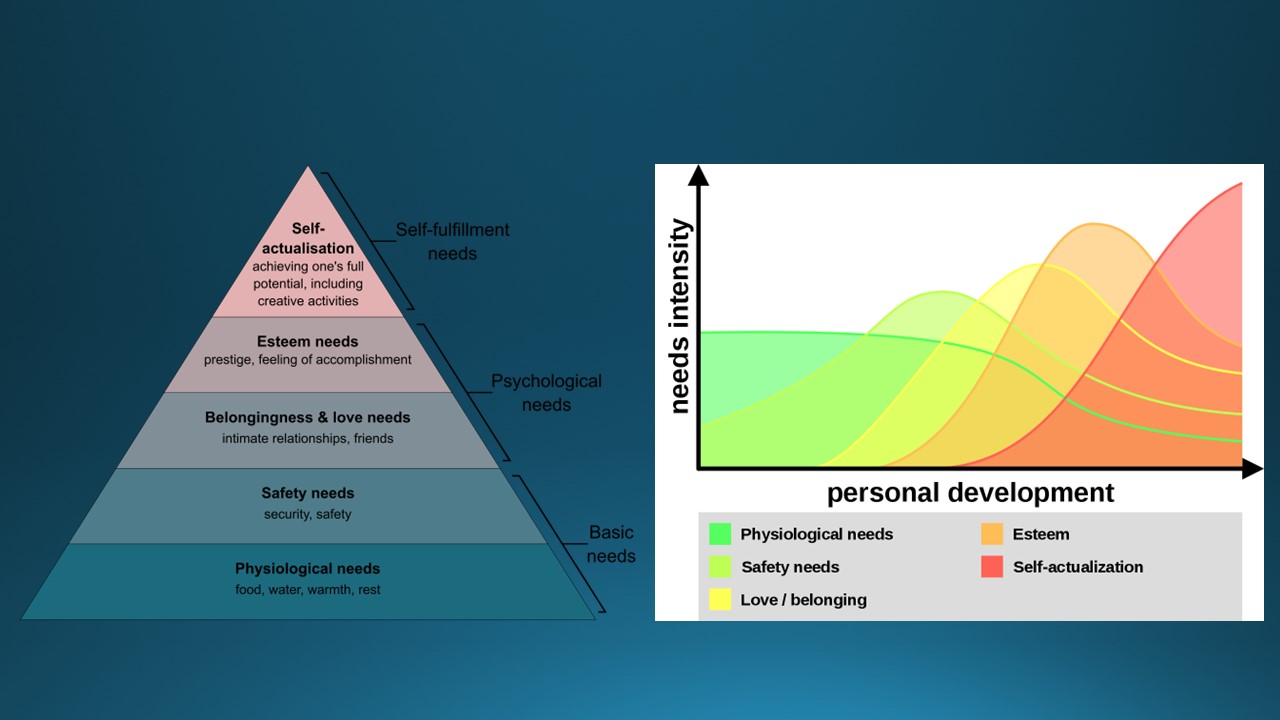 Self-
actualisation
achieving one's full
potential, including
creative activities
Esteem needs
prestige, feeling of accomplishment
Belongingness & love needs
intimate relationships, friends
Safety needs
security, safety
Physiological needs
food, water, warmth, rest
Self-fulfillment
needs
Psychological
needs
Basic
needs
needs intensity
personal development
Physiological needs
Safety needs
Love / belonging
Esteem
Self-actualization